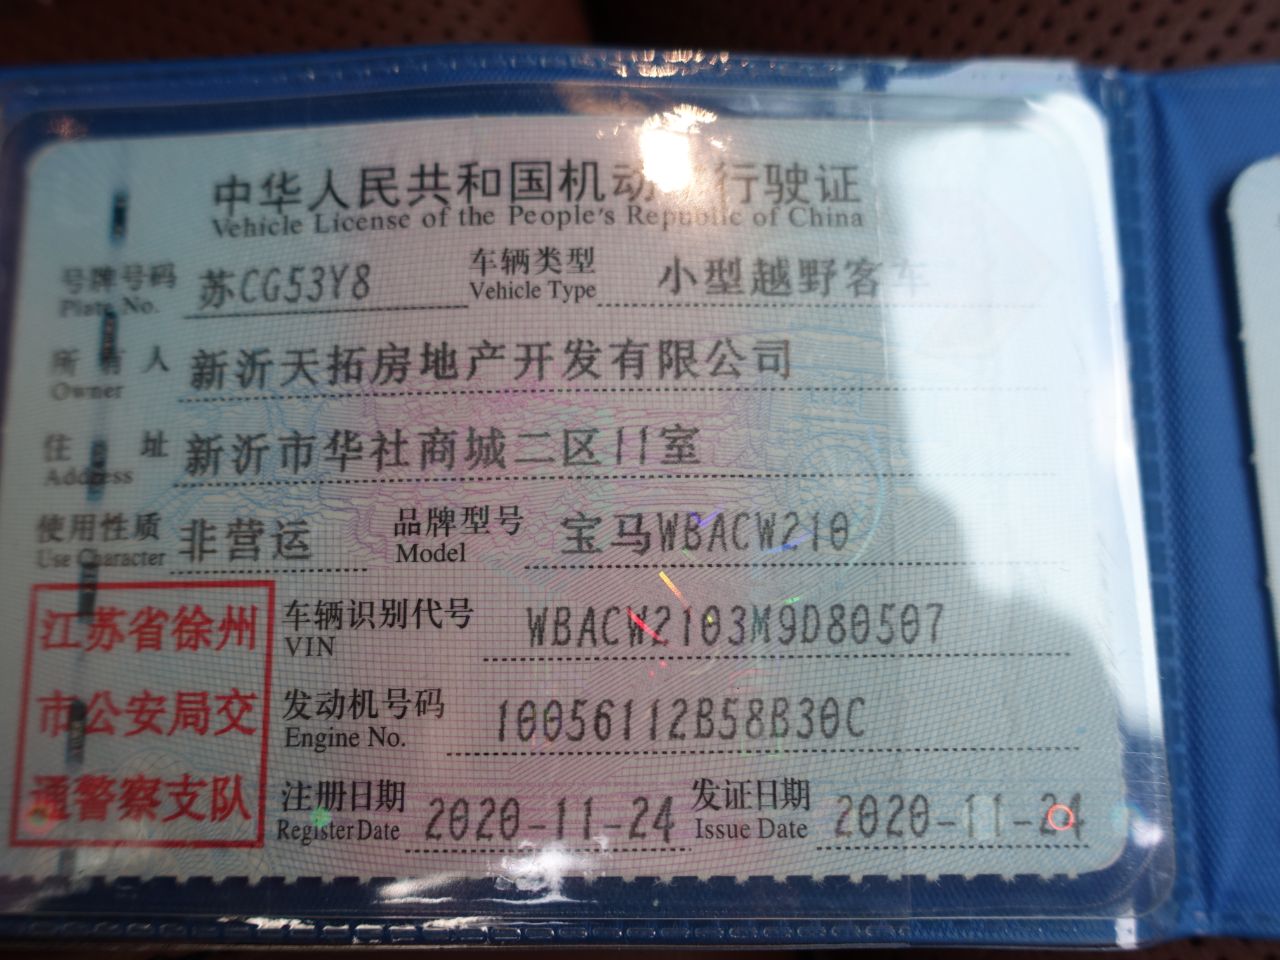 中华人民共和国机动 行驶证
Vehicle License of the People's Republic of China
号牌号码 苏CG53Y8 车辆类型 小型越野客车
Plate No. Vehicle Type
所有人 新沂天拓房地产开发有限公司
Owner
住址 新沂市华社商城二区11室
Address
使用性质 非营运 品牌型号 宝马WBACW210
Use Character Model
江苏省徐州
市公安局交
通警察支队
车辆识别代号 WBACW2103M9D80507
VIN
发动机号码 10056112B58B30C
Engine No.
注册日期 2020-11-24 发证日期 2020-11-24
Register Date Issue Date